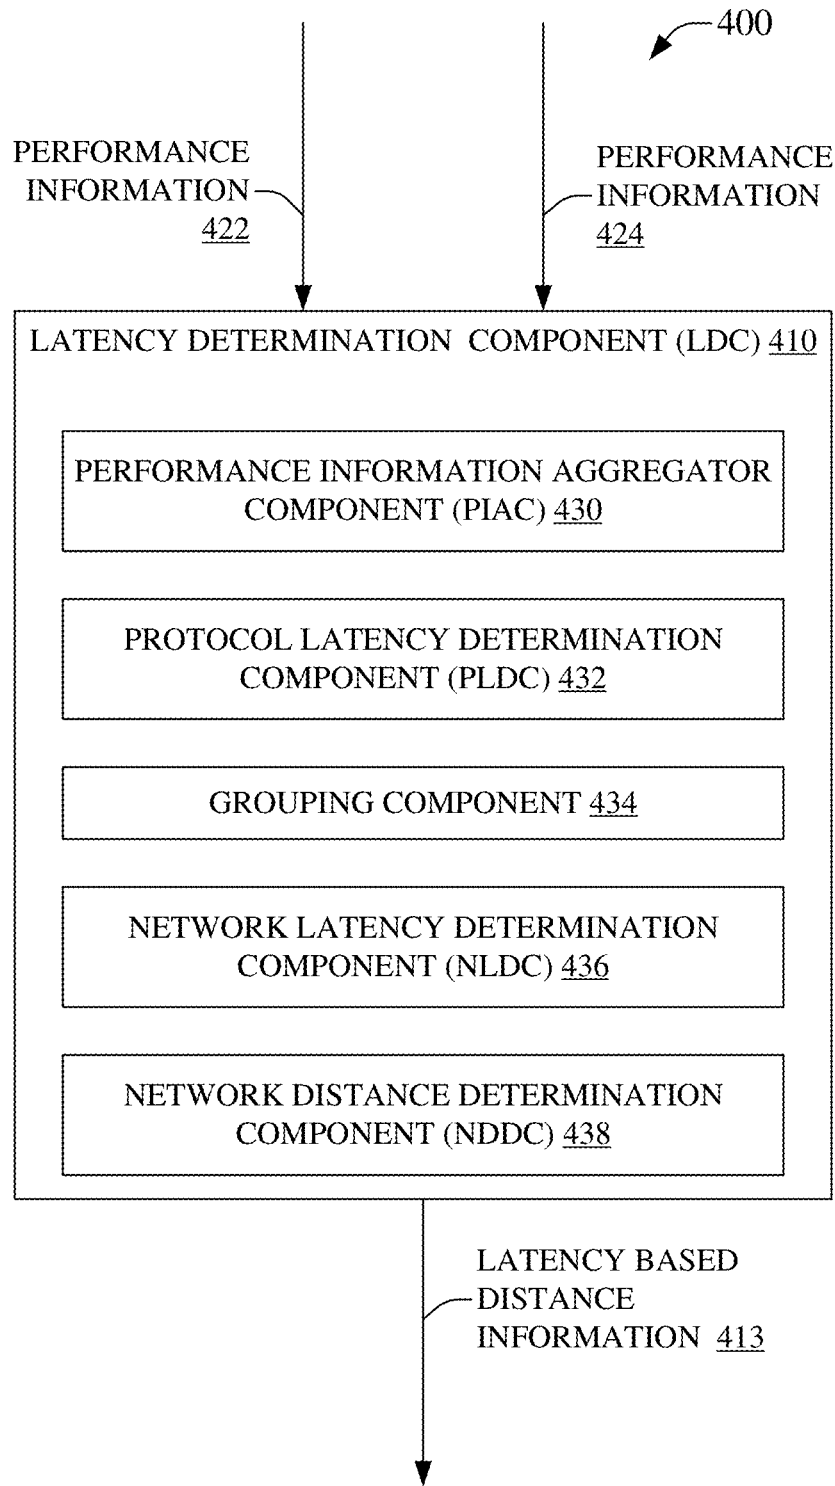 400
PERFORMANCE
INFORMATION
422
PERFORMANCE
INFORMATION
424
LATENCY DETERMINATION COMPONENT (LDC) 410
PERFORMANCE INFORMATION AGGREGATOR
COMPONENT (PIAC) 430
PROTOCOL LATENCY DETERMINATION
COMPONENT (PLDC) 432
GROUPING COMPONENT 434
NETWORK LATENCY DETERMINATION
COMPONENT (NLDC) 436
NETWORK DISTANCE DETERMINATION
COMPONENT (NDDC) 438
LATENCY BASED
DISTANCE
INFORMATION 413